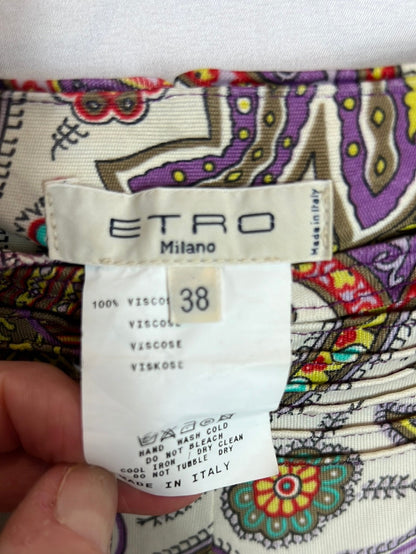 ETRO
Milano
Made in Italy
38
100% VISCOSE
VISCOSE
VISCOSE
VISKOSE
HAND WASH COLD
DO NOT BLEACH
COOL IRON / DRY CLEAN
DO NOT TUMBLE DRY
MADE IN ITALY